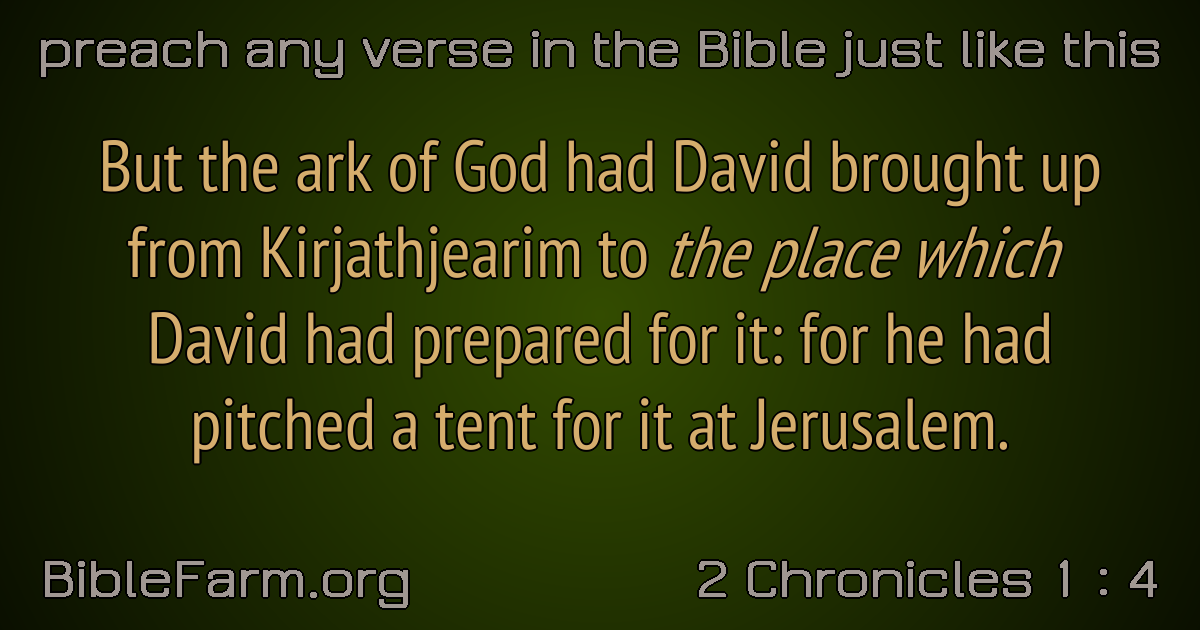 preach any verse in the Bible just like this
But the ark of God had David brought up
from Kirjathjearim to the place which
David had prepared for it: for he had
pitched a tent for it at Jerusalem.
BibleFarm.org
2 Chronicles 1 : 4